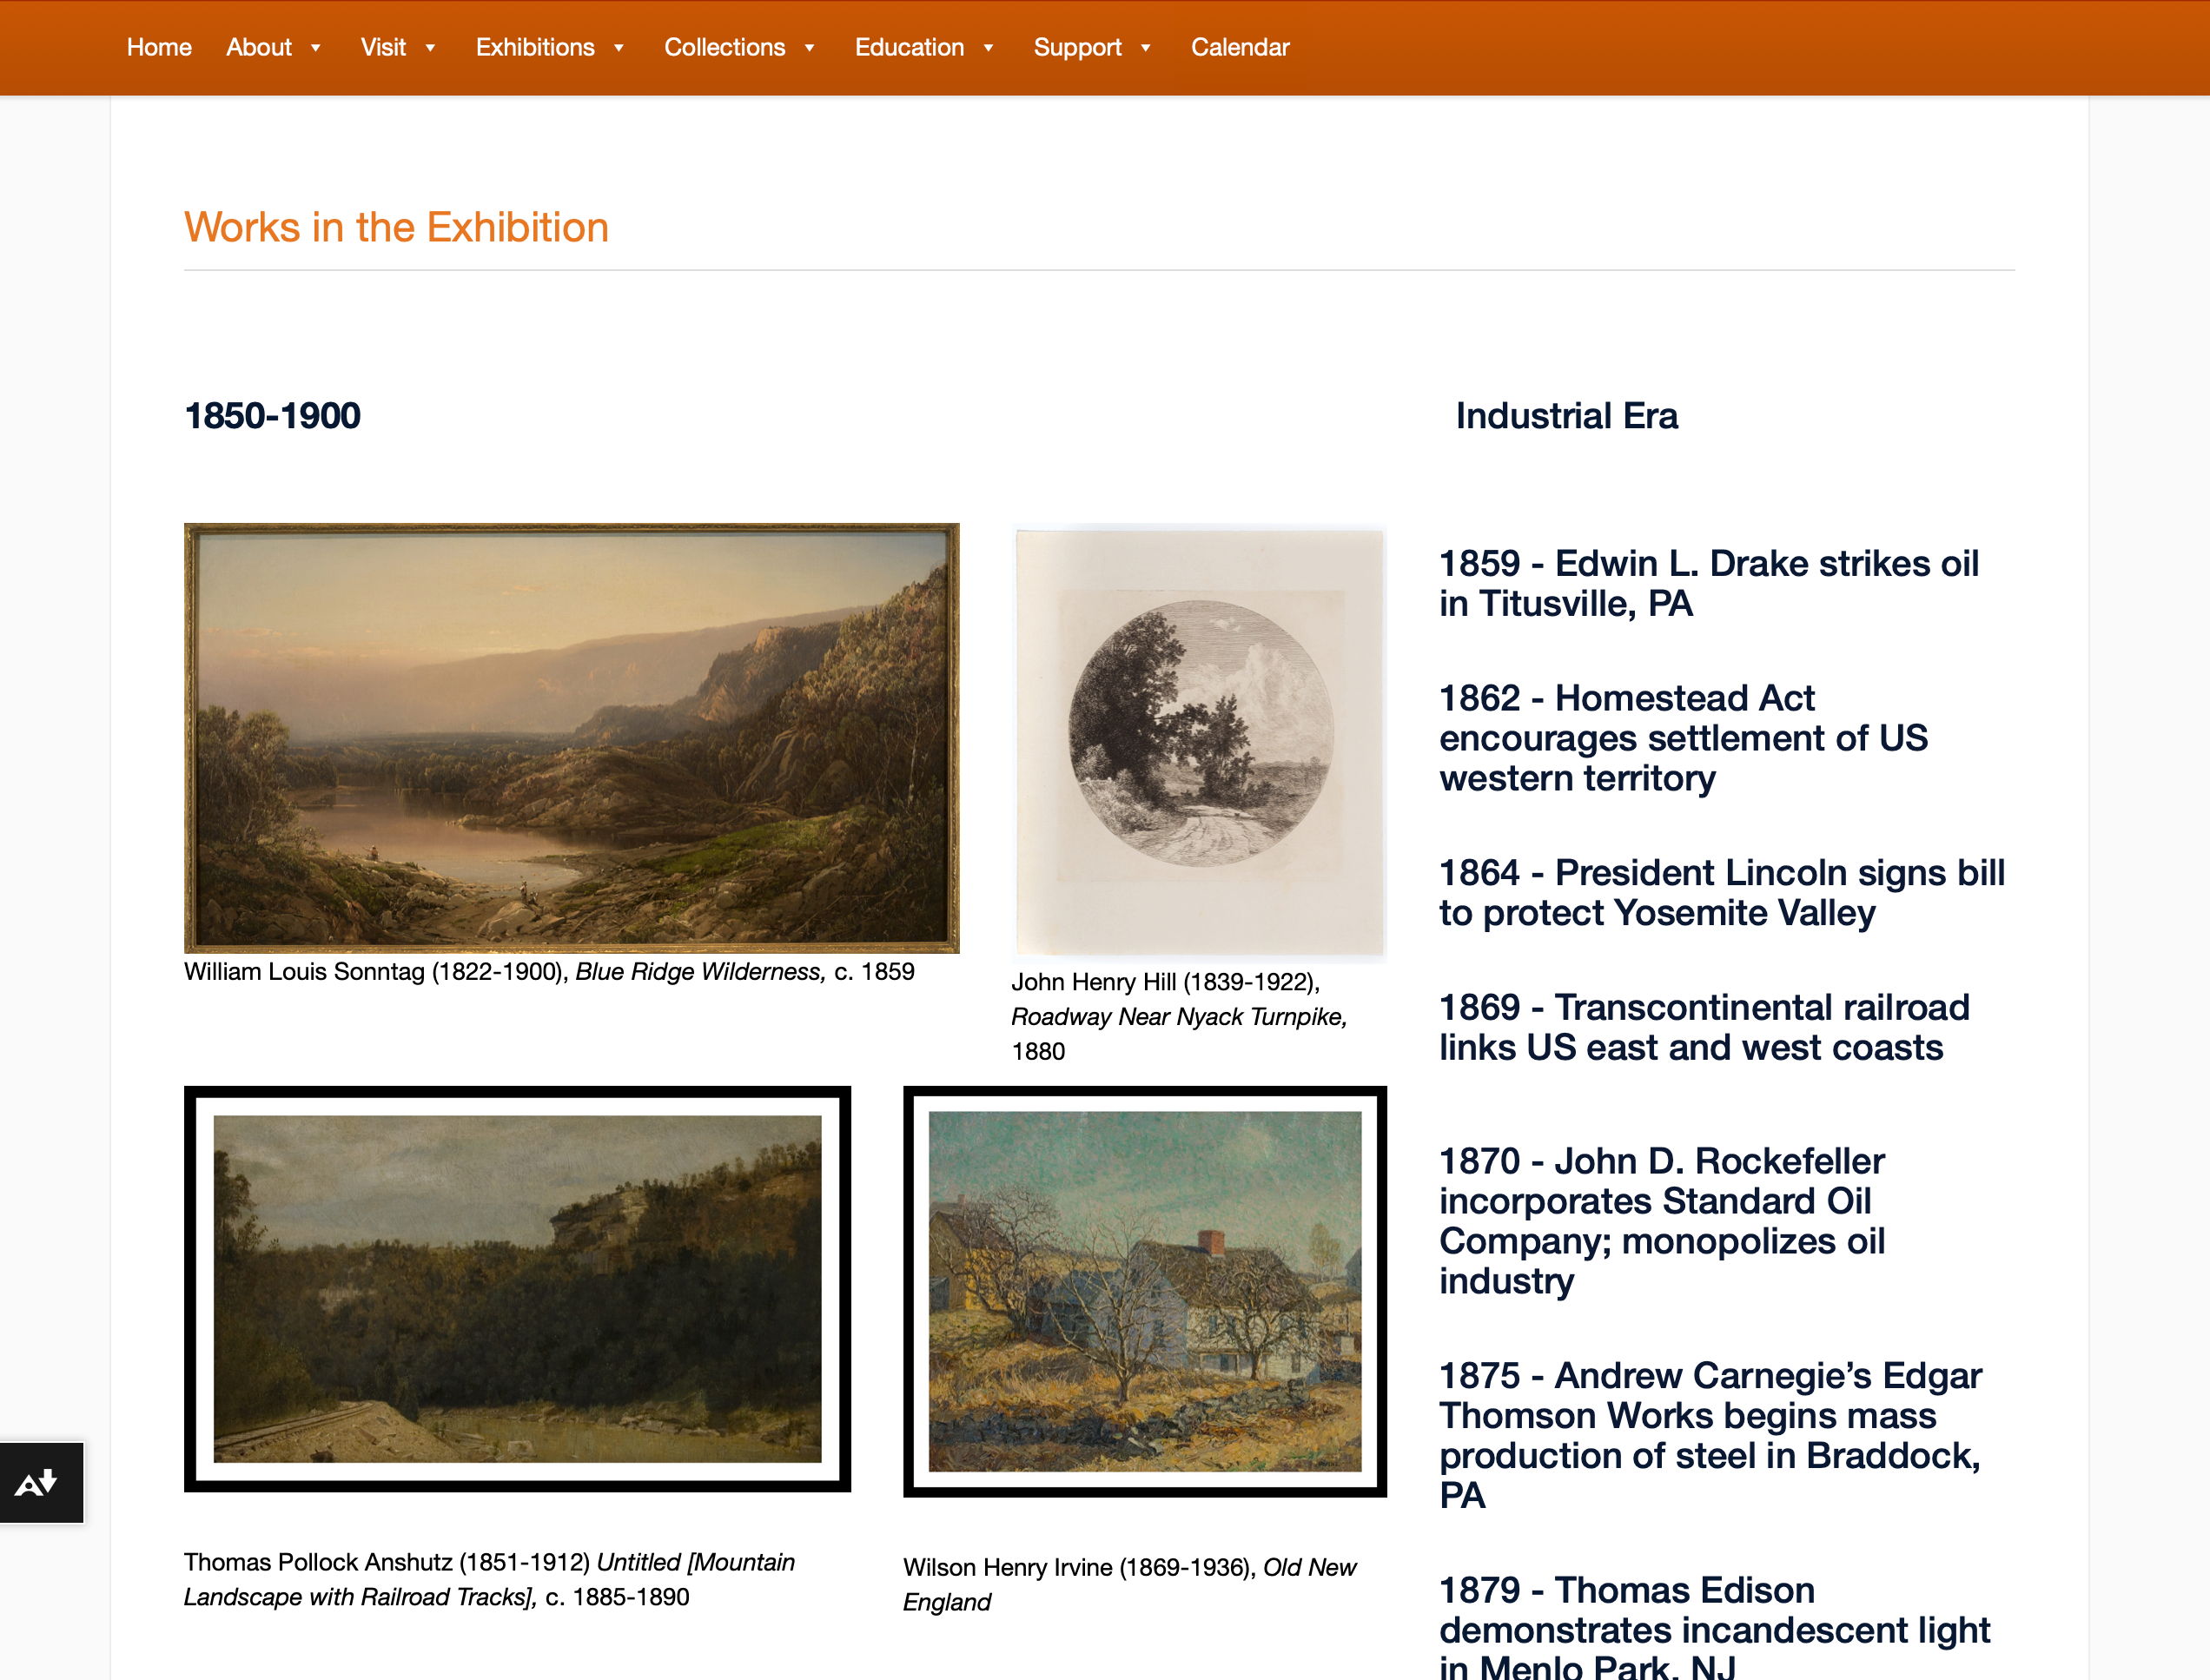 Home About Visit Exhibitions Collections Education Support Calendar
Works in the Exhibition
1850-1900
Industrial Era
William Louis Sonntag (1822-1900), Blue Ridge Wilderness, c. 1859
John Henry Hill (1839-1922),
Roadway Near Nyack Turnpike,
1880
Thomas Pollock Anshutz (1851-1912) Untitled [Mountain
Landscape with Railroad Tracks], c. 1885-1890
Wilson Henry Irvine (1869-1936), Old New
England
1859 - Edwin L. Drake strikes oil
in Titusville, PA
1862 - Homestead Act
encourages settlement of US
western territory
1864 - President Lincoln signs bill
to protect Yosemite Valley
1869 - Transcontinental railroad
links US east and west coasts
1870 - John D. Rockefeller
incorporates Standard Oil
Company; monopolizes oil
industry
1875 - Andrew Carnegie’s Edgar
Thomson Works begins mass
production of steel in Braddock,
PA
1879 - Thomas Edison
demonstrates incandescent light
in Menlo Park, NJ